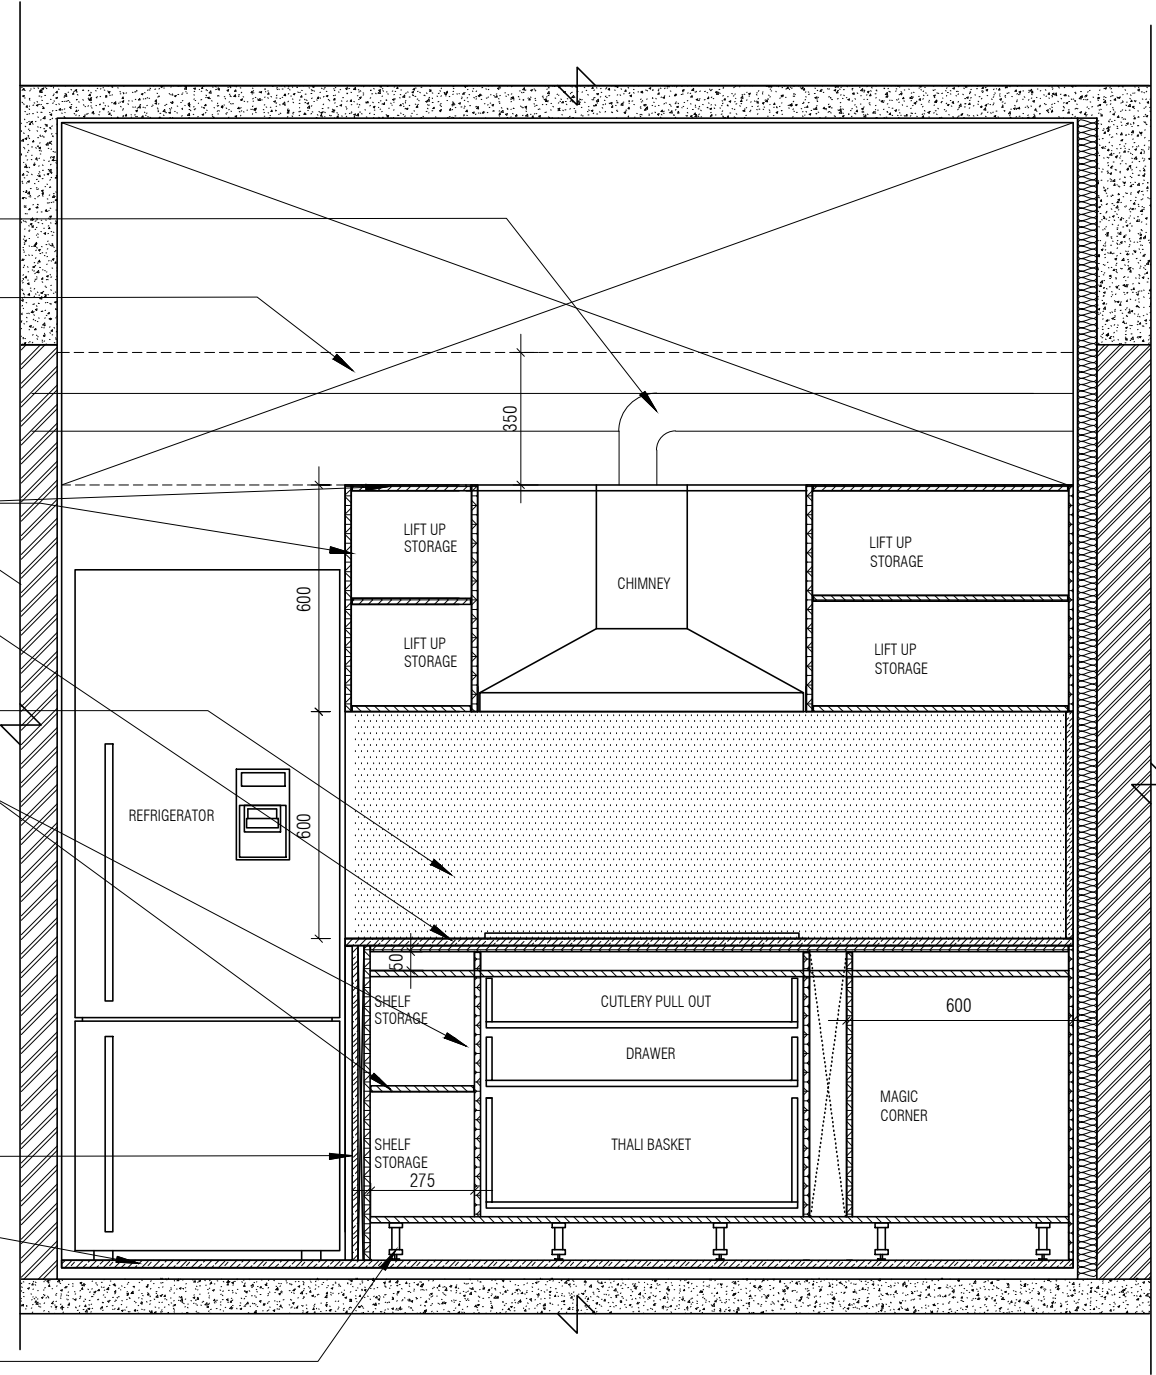 350
LIFT UP
STORAGE
LIFT UP
STORAGE
CHIMNEY
600
LIFT UP
STORAGE
LIFT UP
STORAGE
REFRIGERATOR
600
50
SHELF
STORAGE
CUTLERY PULL OUT
600
DRAWER
MAGIC
CORNER
SHELF
STORAGE
THALI BASKET
275